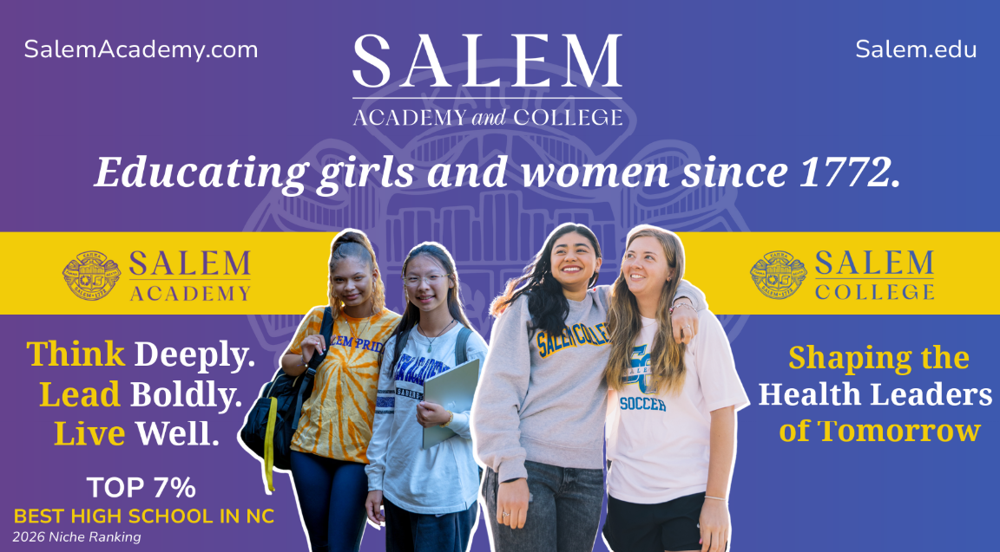 SalemAcademy.com
SALEM
ACADEMY and COLLEGE
Salem.edu
Educating girls and women since 1772.
SALEM
ACADEMY
SALEM
COLLEGE
Think Deeply.
Lead Boldly.
Live Well.
TOP 7%
BEST HIGH SCHOOL IN NC
2026 Niche Ranking
Shaping the
Health Leaders
of Tomorrow
SOCCER